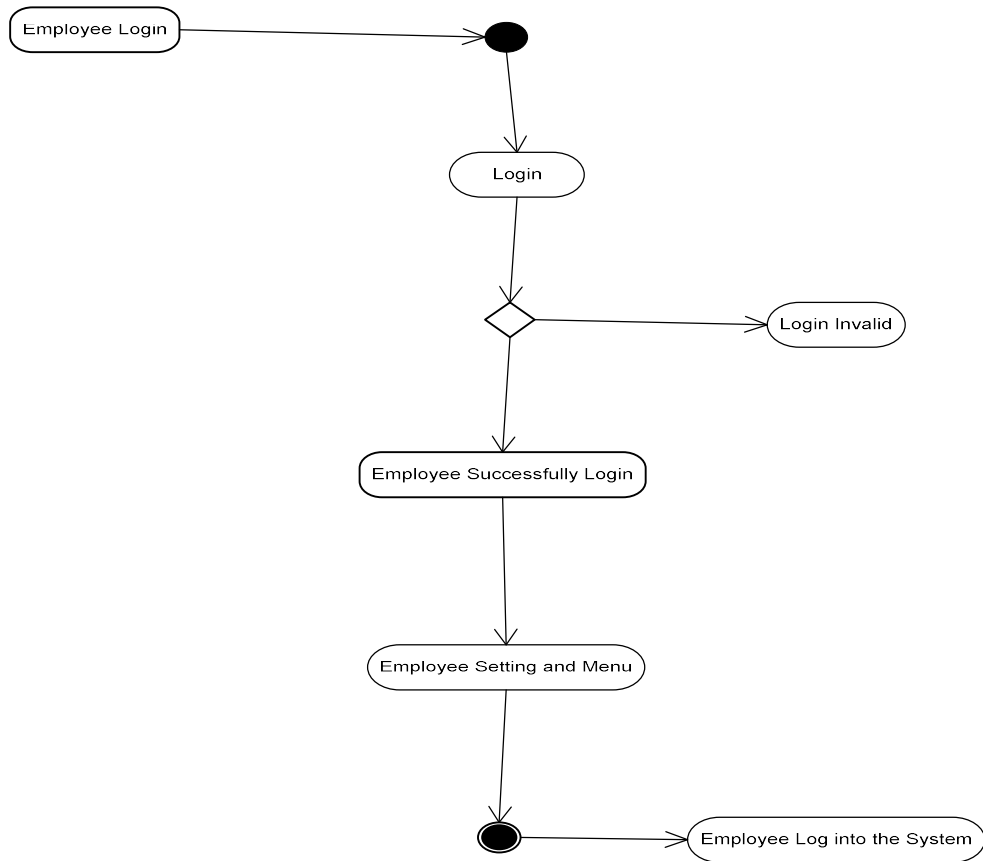 Employee Login
Login
Login Invalid
Employee Successfully Login
Employee Setting and Menu
Employee Log into the System